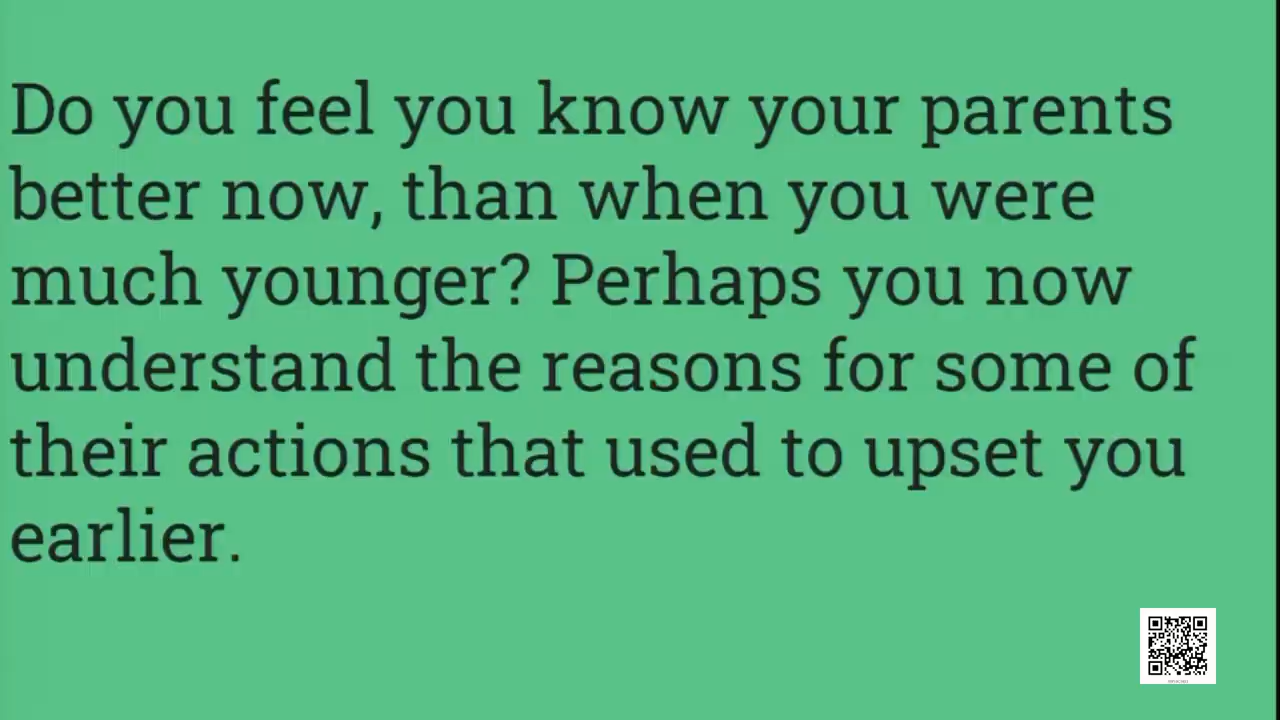 Do you feel you know your parents
better now, than when you were
much younger? Perhaps you now
understand the reasons for some of
their actions that used to upset you
earlier.